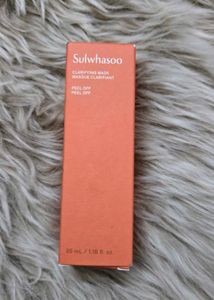 Sulwhasoo
CLARIFYING MASK
MASQUE CLARIFIANT
PEEL OFF
PEEL OFF
35 mL / 1.18 fl. oz.